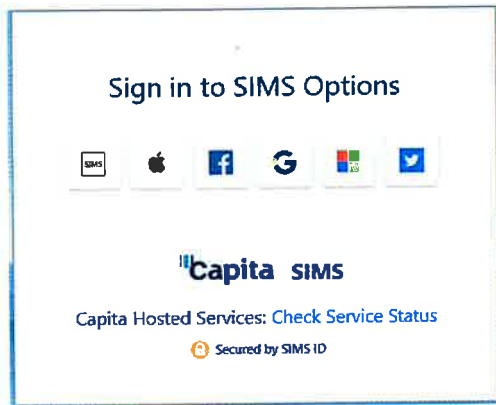 Sign in to SIMS Options
SIMS
Capita SIMS
Capita Hosted Services: Check Service Status
Secured by SIMS ID